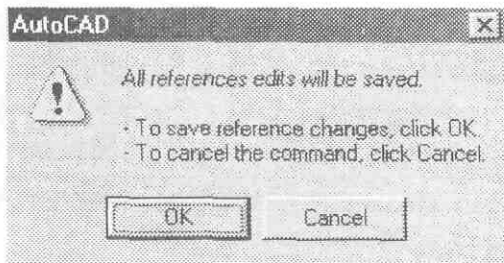 AutoCAD
All references edits will be saved.
- To save reference changes, click OK.
- To cancel the command, click Cancel.
OK
Cancel